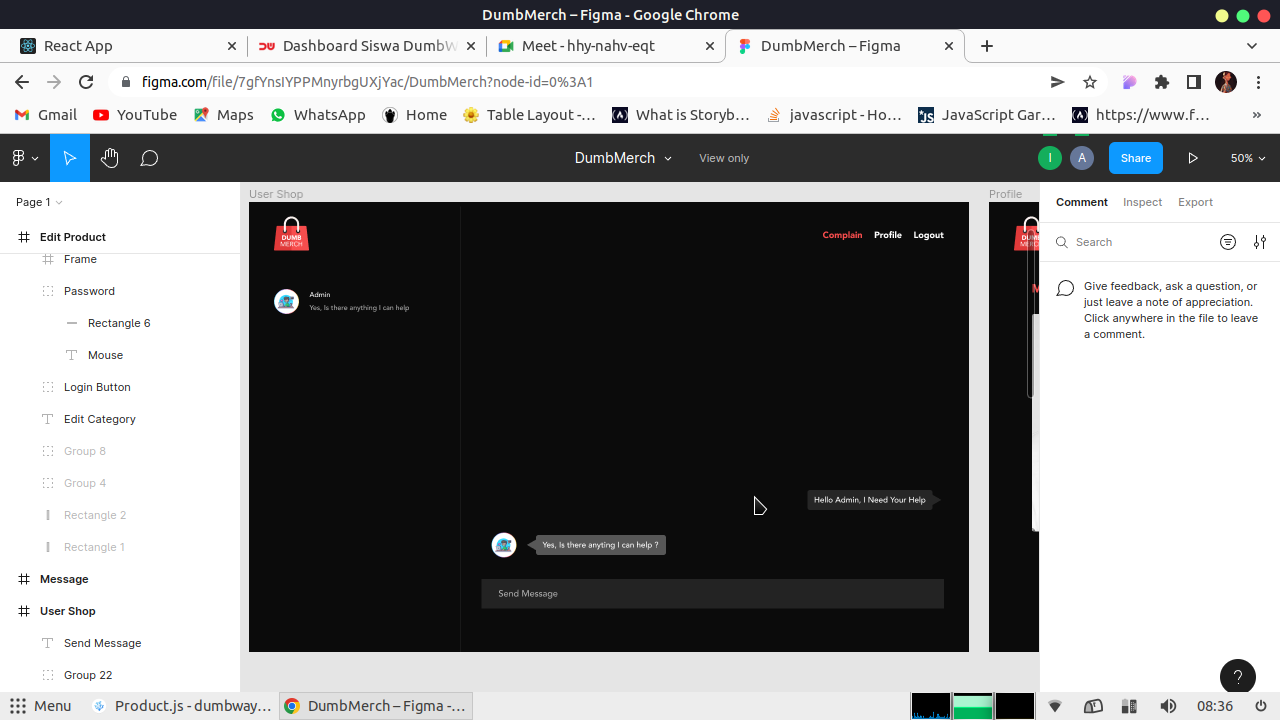 DumbMerch – Figma - Google Chrome
React App
Dashboard Siswa DumbW
Meet - hhy-nahv-eqt
DumbMerch – Figma
figma.com/file/7gfYnsIYPPMnyrbgUXjYac/DumbMerch?node-id=0%3A1
Gmail
YouTube
Maps
WhatsApp
Home
Table Layout -...
What is Storyb...
javascript - Ho...
JavaScript Gar...
https://www.f...
»
DumbMerch
View only
I
A
Share
50%
Page 1
Edit Product
Frame
Password
Rectangle 6
Mouse
Login Button
Edit Category
Group 8
Group 4
Rectangle 2
Rectangle 1
Message
User Shop
Send Message
Group 22
User Shop
DUMB
MERCH
Complain
Profile
Logout
Admin
Yes, Is there anything I can help
Hello Admin, I Need Your Help
Yes, Is there anyting I can help ?
Send Message
Profile
Comment
Inspect
Export
Search
Give feedback, ask a question, or
just leave a note of appreciation.
Click anywhere in the file to leave
a comment.
?
Menu
Product.js - dumbway...
DumbMerch – Figma -...
08:36